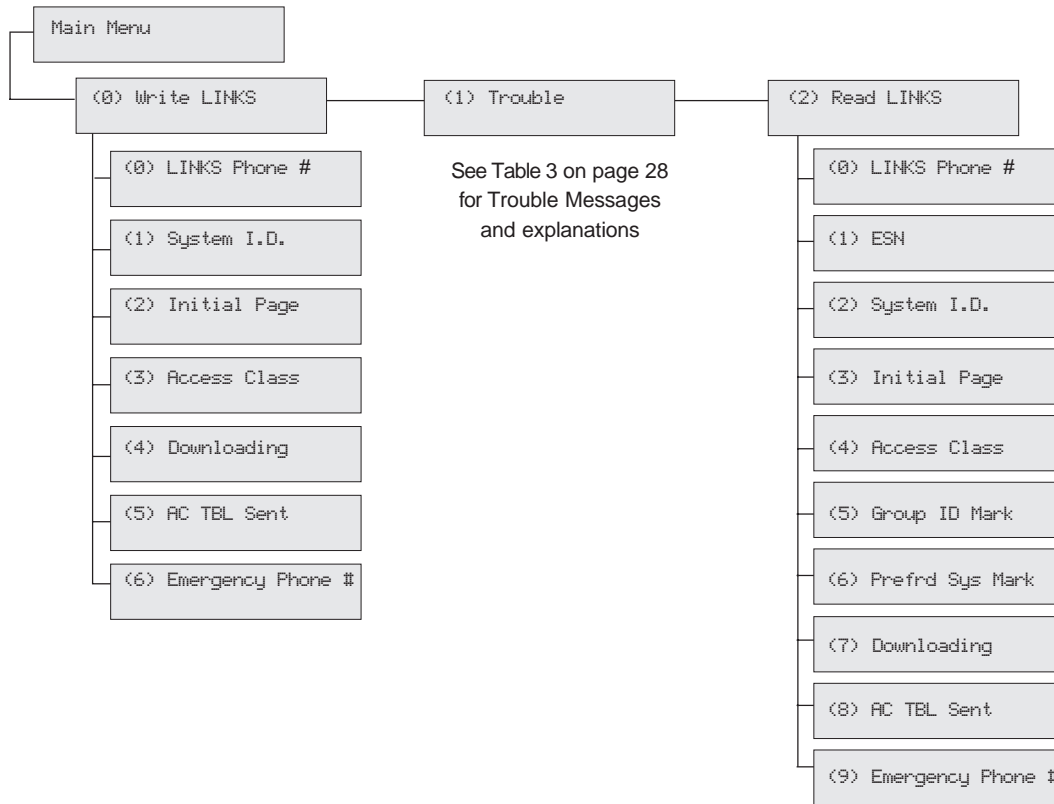 Main Menu
(0) Write LINKS
(1) Trouble
(2) Read LINKS
(0) LINKS Phone #
(1) System I.D.
(2) Initial Page
(3) Access Class
(4) Downloading
(5) AC TBL Sent
(6) Emergency Phone #
See Table 3 on page 28
for Trouble Messages
and explanations
(0) LINKS Phone #
(1) ESN
(2) System I.D.
(3) Initial Page
(4) Access Class
(5) Group ID Mark
(6) Prefrd Sys Mark
(7) Downloading
(8) AC TBL Sent
(9) Emergency Phone #